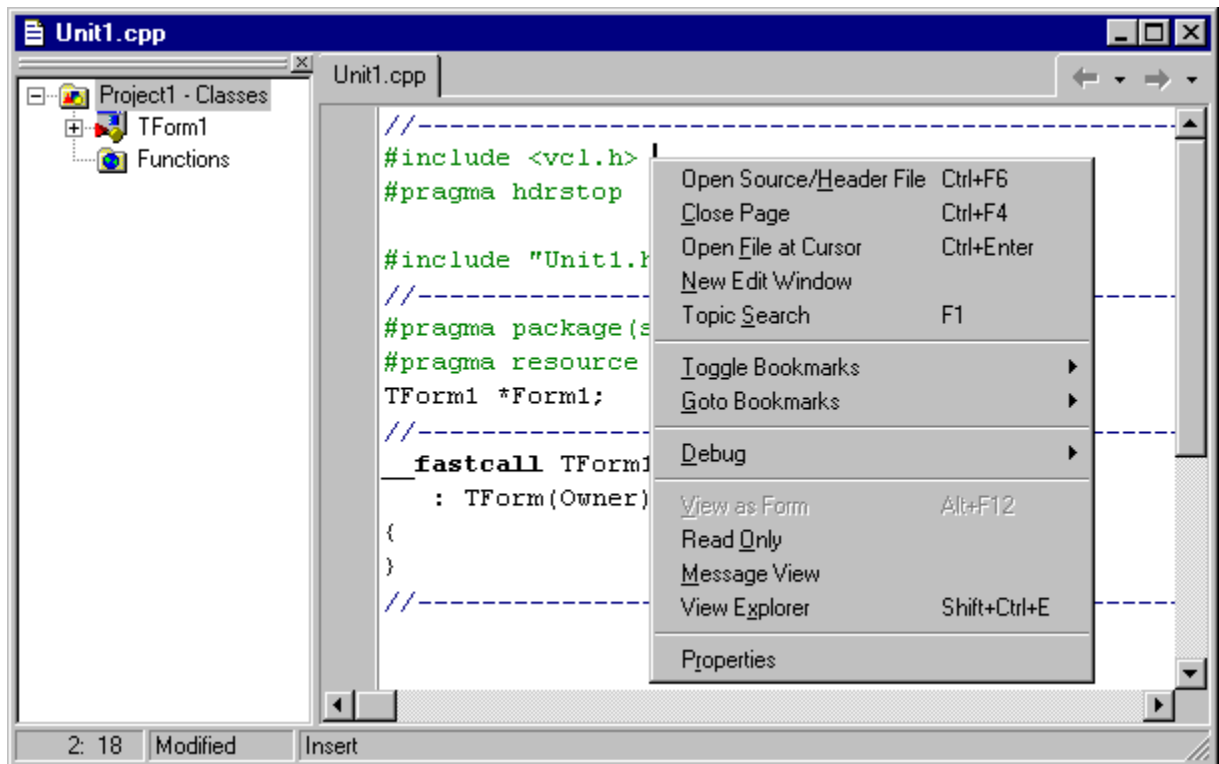 Unit1.cpp
Project1 - Classes
TForm1
Functions
Unit1.cpp
//----------------------------------------------------
#include <vcl.h>
#pragma hdrstop
#include "Unit1.h
//----------------------------------------------------
#pragma package(s
#pragma resource
TForm1 *Form1;
//----------------------------------------------------
__fastcall TForm1
: TForm(Owner)
{
}
//----------------------------------------------------
Open Source/Header File Ctrl+F6
Close Page Ctrl+F4
Open File at Cursor Ctrl+Enter
New Edit Window
Topic Search F1
Toggle Bookmarks
Goto Bookmarks
Debug
View as Form Alt+F12
Read Only
Message View
View Explorer Shift+Ctrl+E
Properties
2: 18 Modified Insert